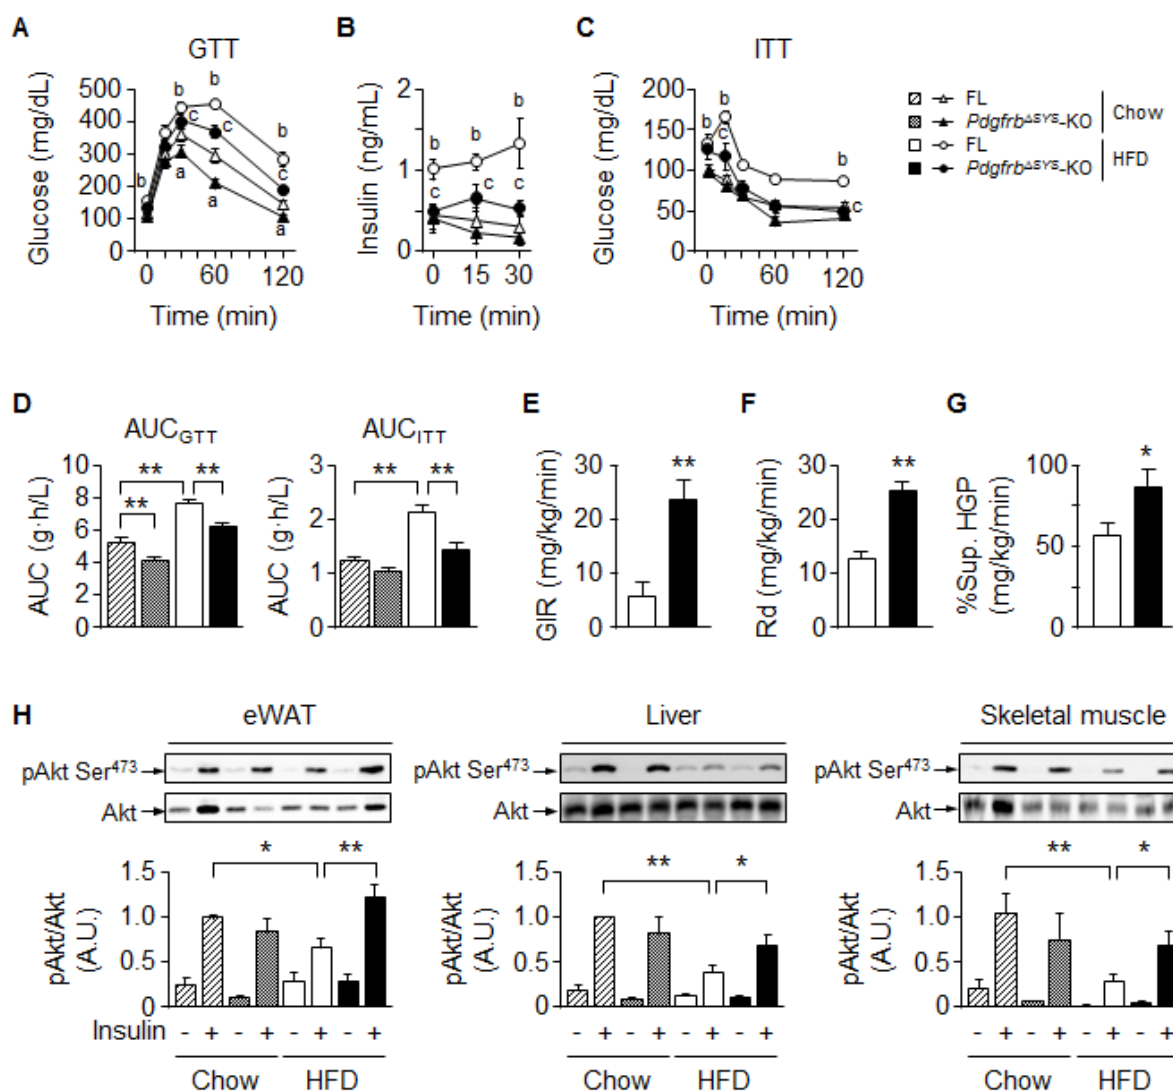 A
GTT
Glucose (mg/dL)
500
400
300
200
100
0
0
60
120
Time (min)
b
b
b
b
c
c
c
a
a
a
B
Insulin (ng/mL)
2
1
0
0
15
30
Time (min)
b
b
b
c
c
c
C
ITT
Glucose (mg/dL)
200
150
100
50
0
0
60
120
Time (min)
b
b
b
c
c
FL
Pdgfrb^ΔSYS-KO
Chow
FL
Pdgfrb^ΔSYS-KO
HFD
D
AUC_GTT
AUC (g·h/L)
10
8
6
4
2
0
**
**
**
AUC_ITT
AUC (g·h/L)
3
2
1
0
**
**
E
GIR (mg/kg/min)
30
20
10
0
**
F
Rd (mg/kg/min)
30
20
10
0
**
G
%Sup. HGP
(mg/kg/min)
100
50
0
*
H
eWAT
pAkt Ser⁴⁷³
Akt
pAkt/Akt
(A.U.)
1.5
1.0
0.5
0
*
**
Insulin - + - + - + - +
Chow HFD
Liver
pAkt Ser⁴⁷³
Akt
pAkt/Akt
(A.U.)
1.5
1.0
0.5
0
**
*
- + - + - + - +
Chow HFD
Skeletal muscle
pAkt Ser⁴⁷³
Akt
pAkt/Akt
(A.U.)
1.5
1.0
0.5
0
**
*
- + - + - + - +
Chow HFD